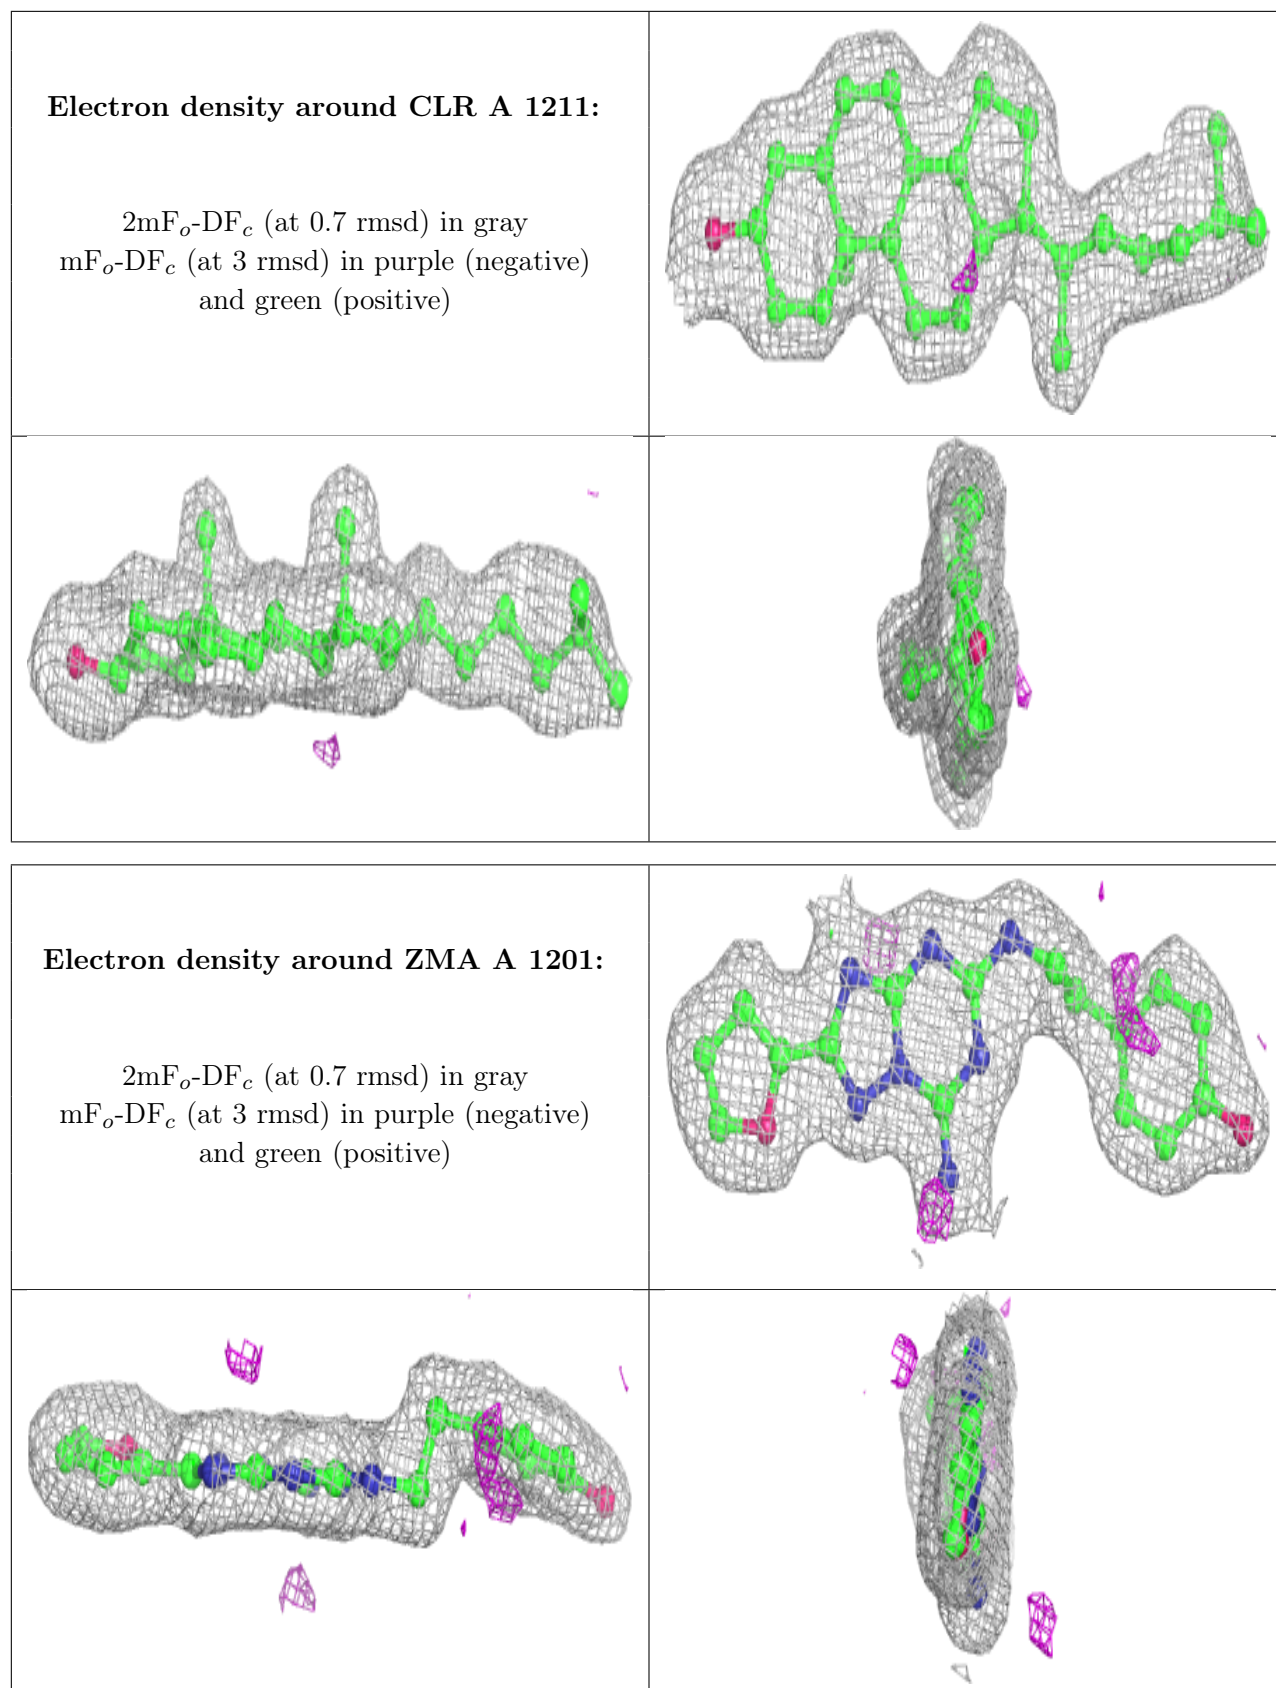 Electron density around CLR A 1211:
2mFₒ-DF𝒸 (at 0.7 rmsd) in gray
mFₒ-DF𝒸 (at 3 rmsd) in purple (negative)
and green (positive)
Electron density around ZMA A 1201:
2mFₒ-DF𝒸 (at 0.7 rmsd) in gray
mFₒ-DF𝒸 (at 3 rmsd) in purple (negative)
and green (positive)